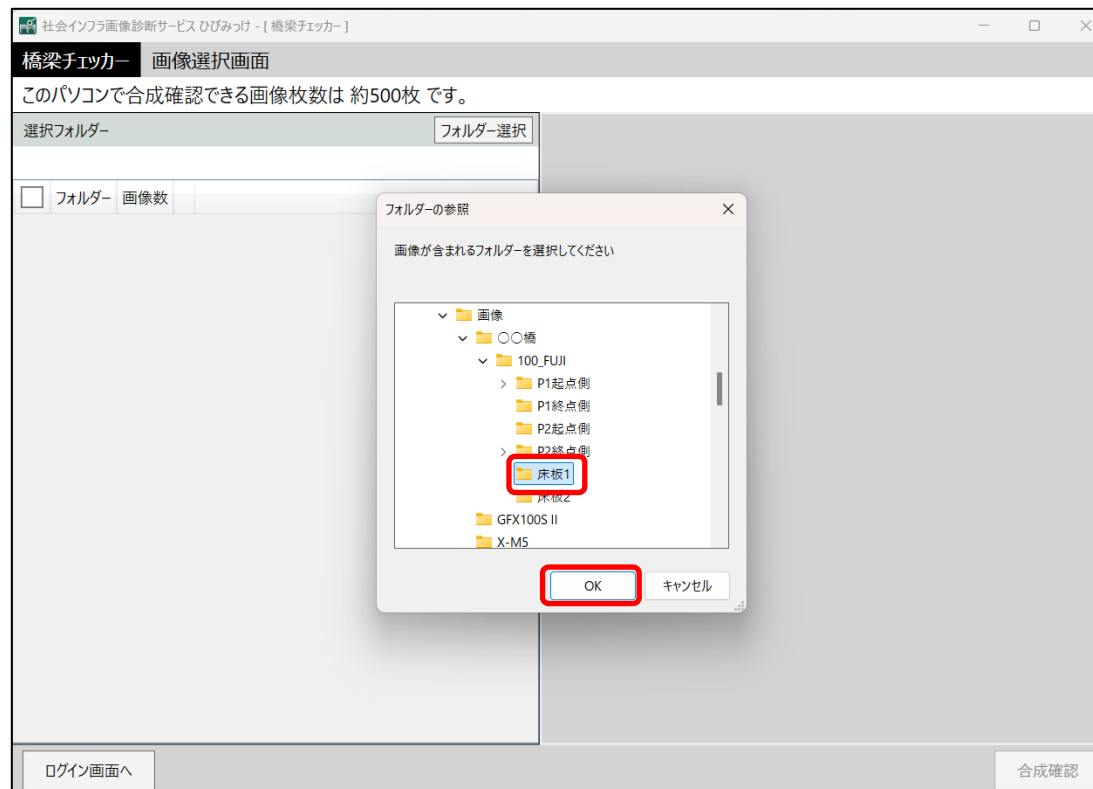 社会インフラ画像診断サービス ひびみっけ - [ 橋梁チェッカー ]
橋梁チェッカー 画像選択画面
このパソコンで合成確認できる画像枚数は 約500枚 です。
選択フォルダー フォルダー選択
フォルダー 画像数
フォルダーの参照
画像が含まれるフォルダーを選択してください
画像
〇〇橋
100_FUJI
P1起点側
P1終点側
P2起点側
P2終点側
床板1
床板2
GFX100S II
X-M5
OK キャンセル
ログイン画面へ 合成確認